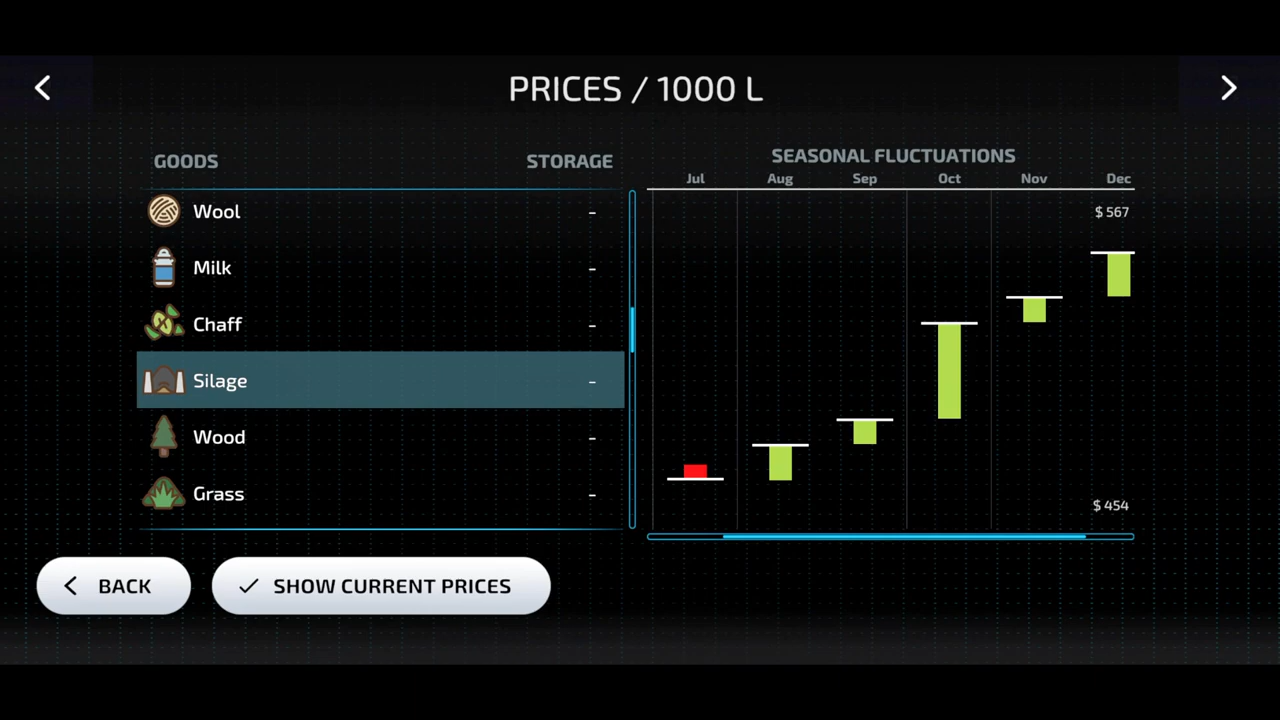 PRICES / 1000 L
GOODS STORAGE
SEASONAL FLUCTUATIONS
Jul Aug Sep Oct Nov Dec
Wool -
$ 567
Milk -
Chaff -
Silage -
Wood -
Grass -
$ 454
BACK
SHOW CURRENT PRICES